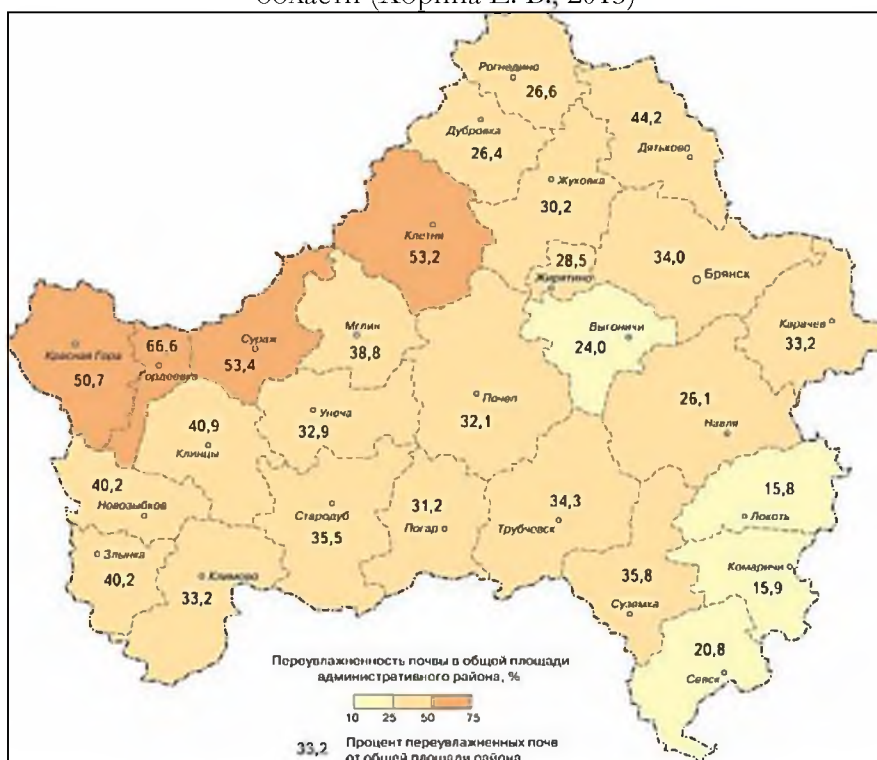 области (Хорина Е. В., 2013)
Рогнедино
26,6
44,2
Дятьково
Дубровка
26,4
Жуковка
30,2
Клетня
53,2
28,5
Жирятино
34,0
Брянск
Карачев
33,2
Выгоничи
24,0
Мглин
38,8
Сураж
53,4
66,6
Гордеевка
Красная Гора
50,7
Почеп
32,1
26,1
Навля
Унеча
32,9
40,9
Клинцы
40,2
Новозыбков
Стародуб
35,5
31,2
Погар
34,3
Трубчевск
15,8
Локоть
Злынка
40,2
Климово
33,2
35,8
Суземка
Комаричи
15,9
20,8
Севск
Переувлажненность почвы в общей площади
административного района, %
10 25 50 75
33,2 Процент переувлажненных почв
от общей площади района